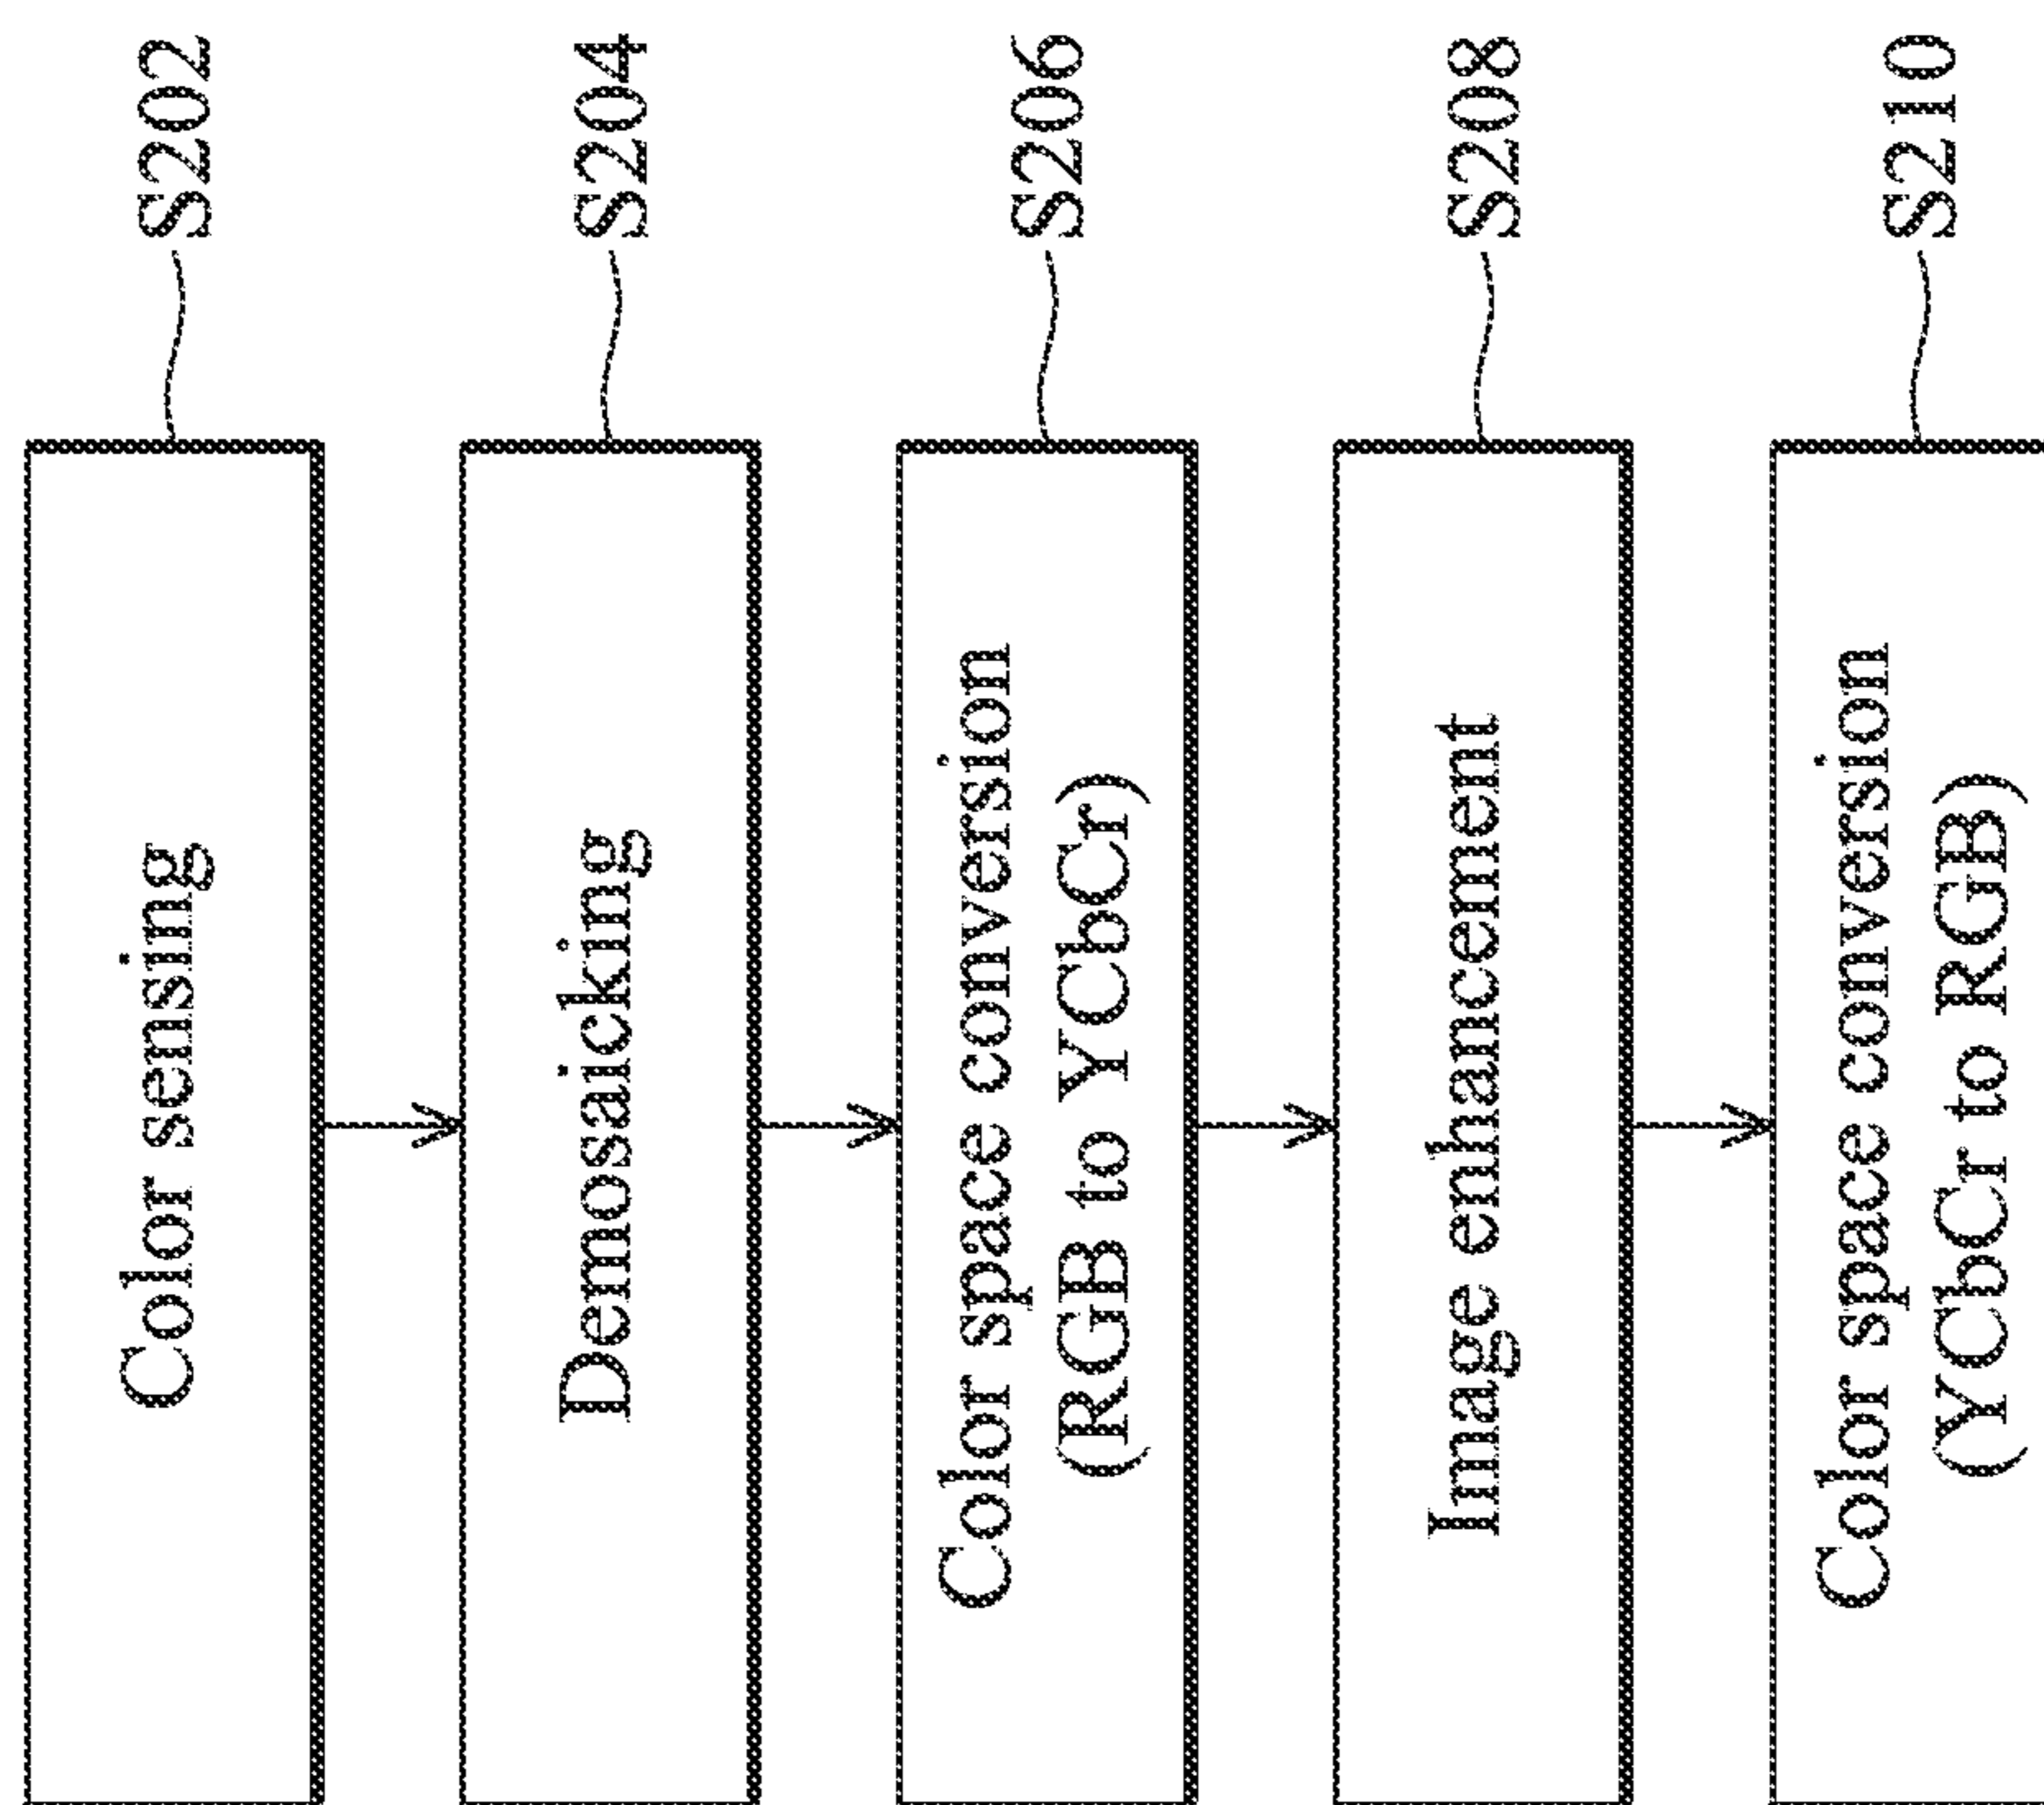 Color sensing
S202
Demosaicking
S204
Color space conversion
(RGB to YCbCr)
S206
Image enhancement
S208
Color space conversion
(YCbCr to RGB)
S210